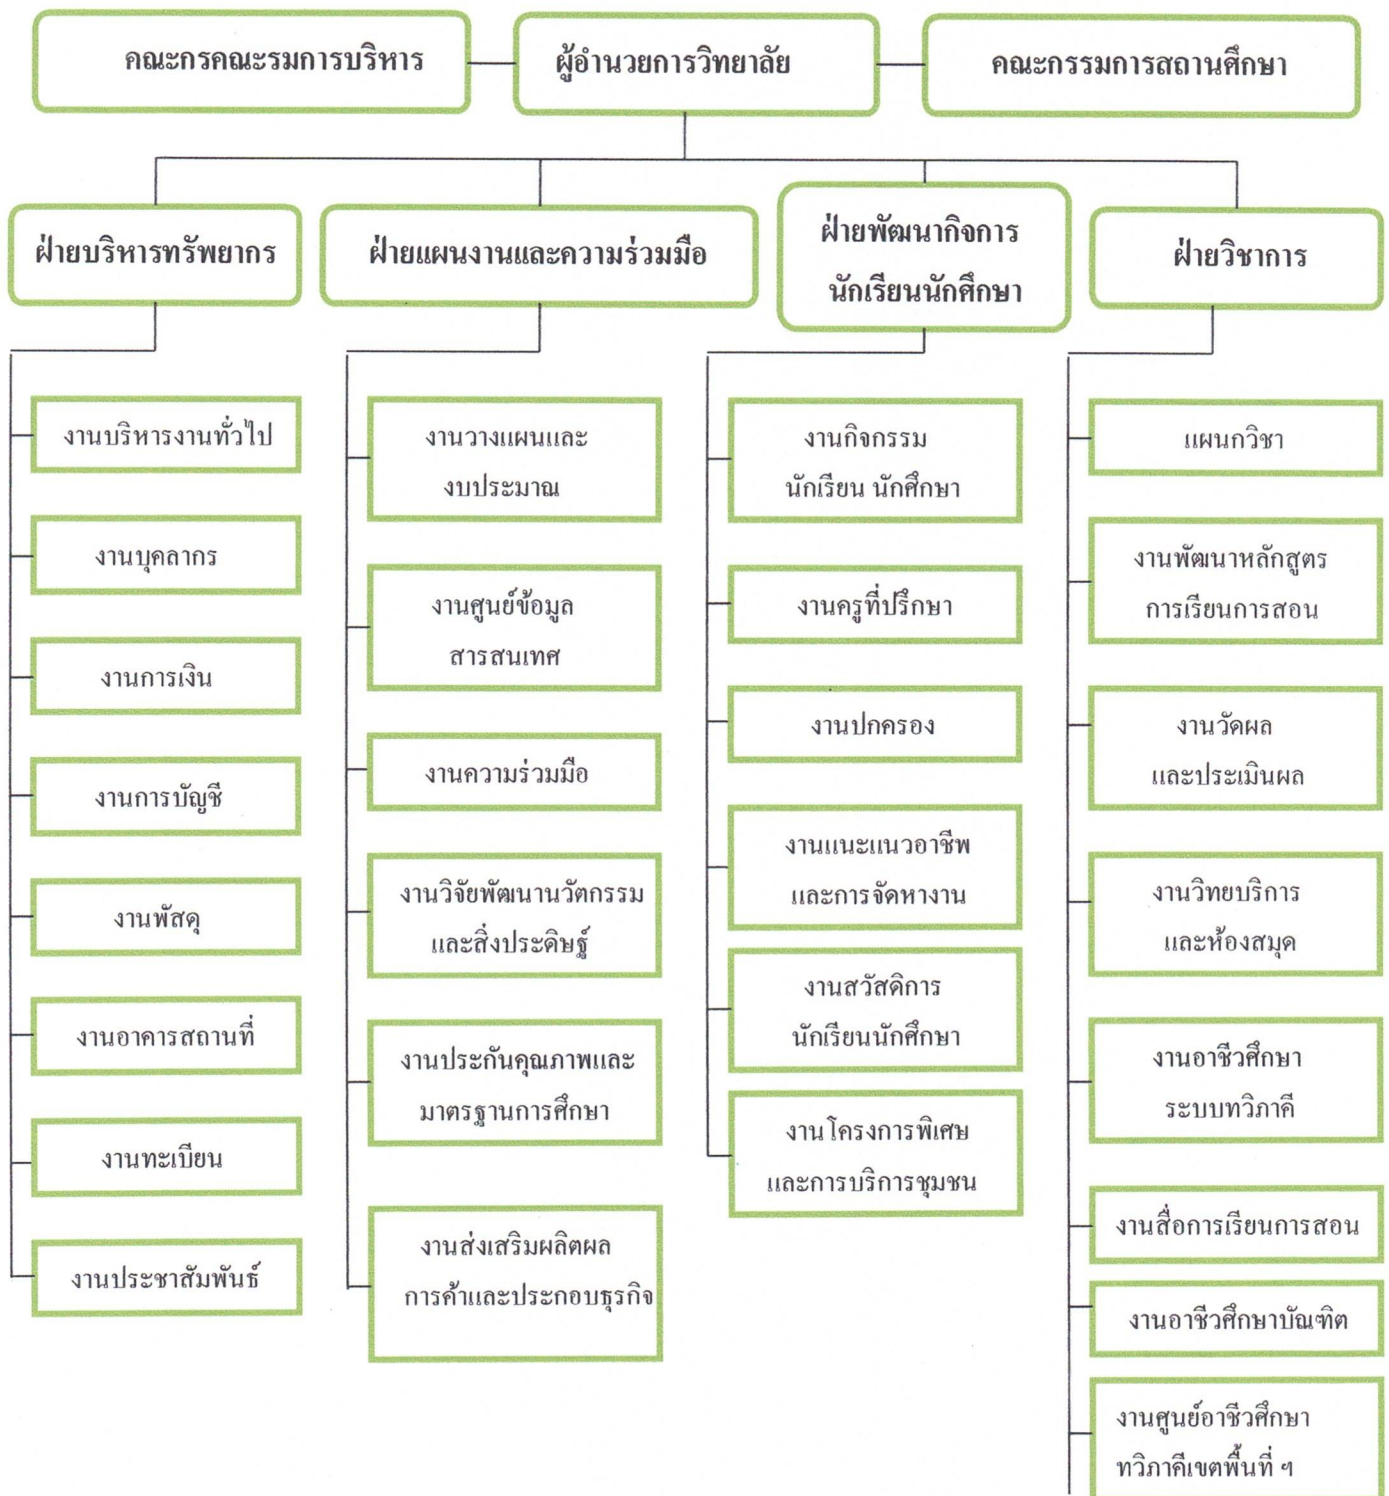 คณะกรคณะรมการบริหาร
ผู้อำนวยการวิทยาลัย
คณะกรรมการสถานศึกษา
ฝ่ายบริหารทรัพยากร
ฝ่ายแผนงานและความร่วมมือ
ฝ่ายพัฒนากิจการ
นักเรียนนักศึกษา
ฝ่ายวิชาการ
งานบริหารงานทั่วไป
งานบุคลากร
งานการเงิน
งานการบัญชี
งานพัสดุ
งานอาคารสถานที่
งานทะเบียน
งานประชาสัมพันธ์
งานวางแผนและ
งบประมาณ
งานศูนย์ข้อมูล
สารสนเทศ
งานความร่วมมือ
งานวิจัยพัฒนานวัตกรรม
และสิ่งประดิษฐ์
งานประกันคุณภาพและ
มาตรฐานการศึกษา
งานส่งเสริมผลิตผล
การค้าและประกอบธุรกิจ
งานกิจกรรม
นักเรียน นักศึกษา
งานครูที่ปรึกษา
งานปกครอง
งานแนะแนวอาชีพ
และการจัดหางาน
งานสวัสดิการ
นักเรียนนักศึกษา
งานโครงการพิเศษ
และการบริการชุมชน
แผนกวิชา
งานพัฒนาหลักสูตร
การเรียนการสอน
งานวัดผล
และประเมินผล
งานวิทยบริการ
และห้องสมุด
งานอาชีวศึกษา
ระบบทวิภาคี
งานสื่อการเรียนการสอน
งานอาชีวศึกษาบัณฑิต
งานศูนย์อาชีวศึกษา
ทวิภาคีเขตพื้นที่ ฯ